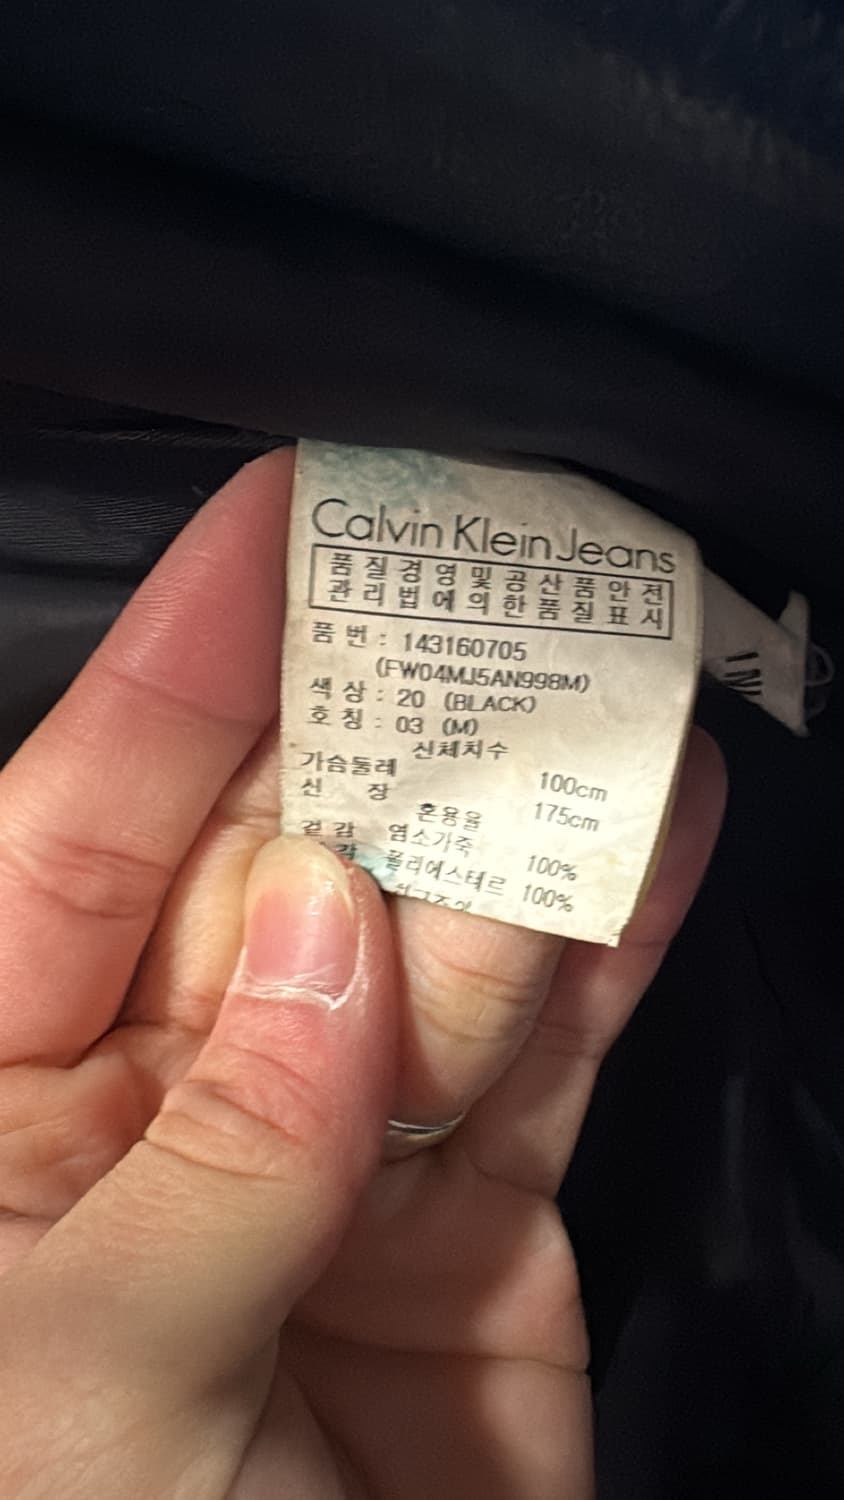 Calvin Klein Jeans
품질경영및공산품안전
관리법에의한품질표시
품 번 : 143160705
(FW04MJ5AN998M)
색 상 : 20 (BLACK)
호 칭 : 03 (M)
신체치수
가슴둘레 100cm
신 장 175cm
혼용율
겉 감 염소가죽 100%
감 폴리에스테르 100%
IN